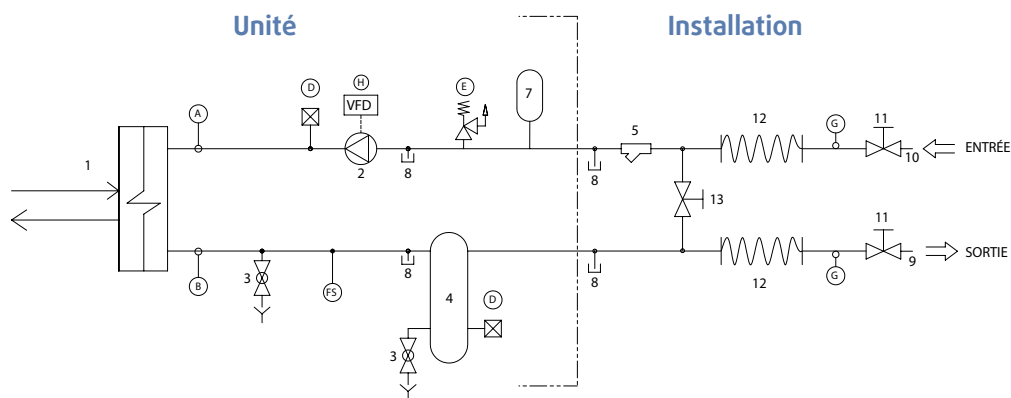 Unité Installation
H
D E
VFD 7
A 5 12 G 11
1 ENTRÉE
2 8 8 10
13
11
SORTIE
8 8 9
B 3 FS 12 G
4 D
3